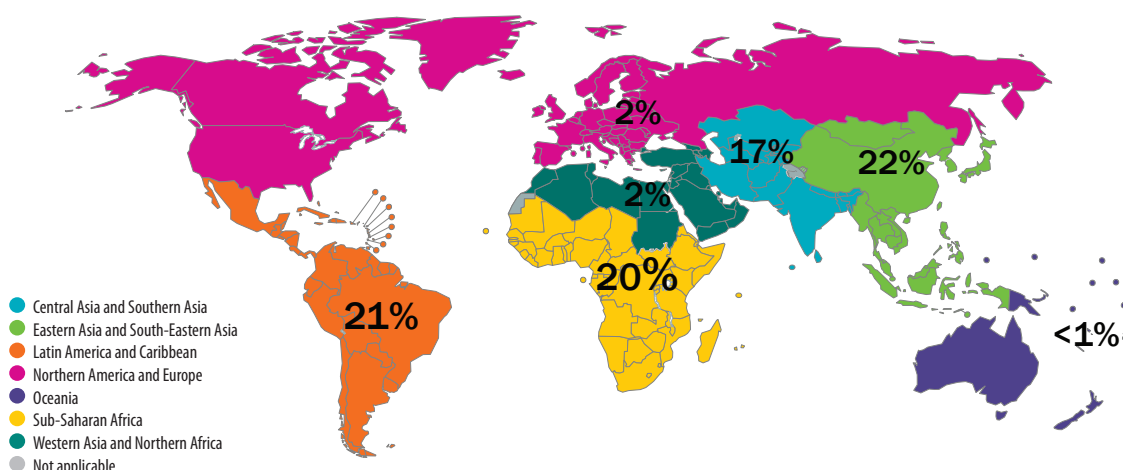 2%
17%
22%
2%
20%
21%
<1%
Central Asia and Southern Asia
Eastern Asia and South-Eastern Asia
Latin America and Caribbean
Northern America and Europe
Oceania
Sub-Saharan Africa
Western Asia and Northern Africa
Not applicable